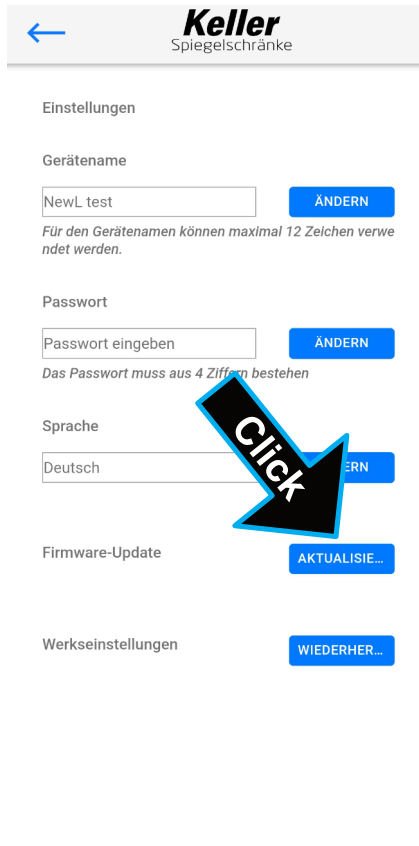 Keller
Spiegelschränke
Einstellungen
Gerätename
NewL test
ÄNDERN
Für den Gerätenamen können maximal 12 Zeichen verwe
ndet werden.
Passwort
Passwort eingeben
ÄNDERN
Das Passwort muss aus 4 Ziffern bestehen
Sprache
Click
Deutsch
ERN
Firmware-Update
AKTUALISIE...
Werkseinstellungen
WIEDERHER...